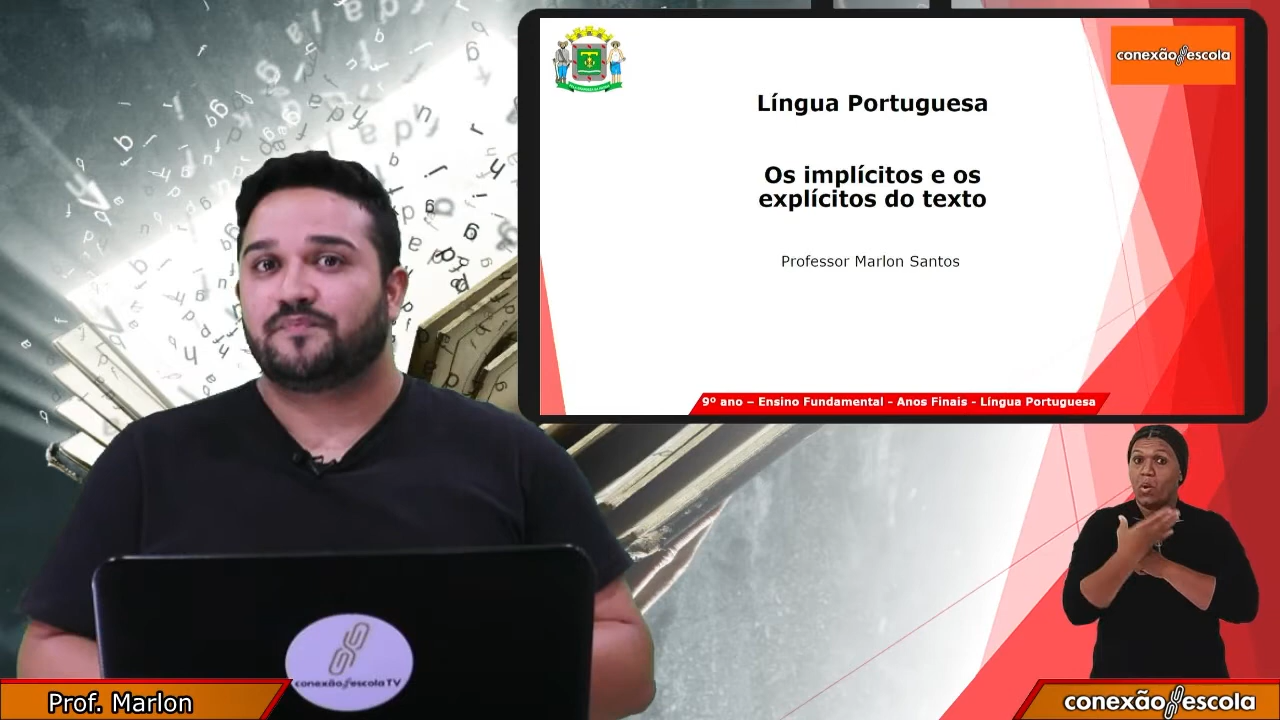 conexão escola
Língua Portuguesa
Os implícitos e os
explícitos do texto
Professor Marlon Santos
9º ano – Ensino Fundamental - Anos Finais - Língua Portuguesa
conexão escola TV
Prof. Marlon
conexão escola